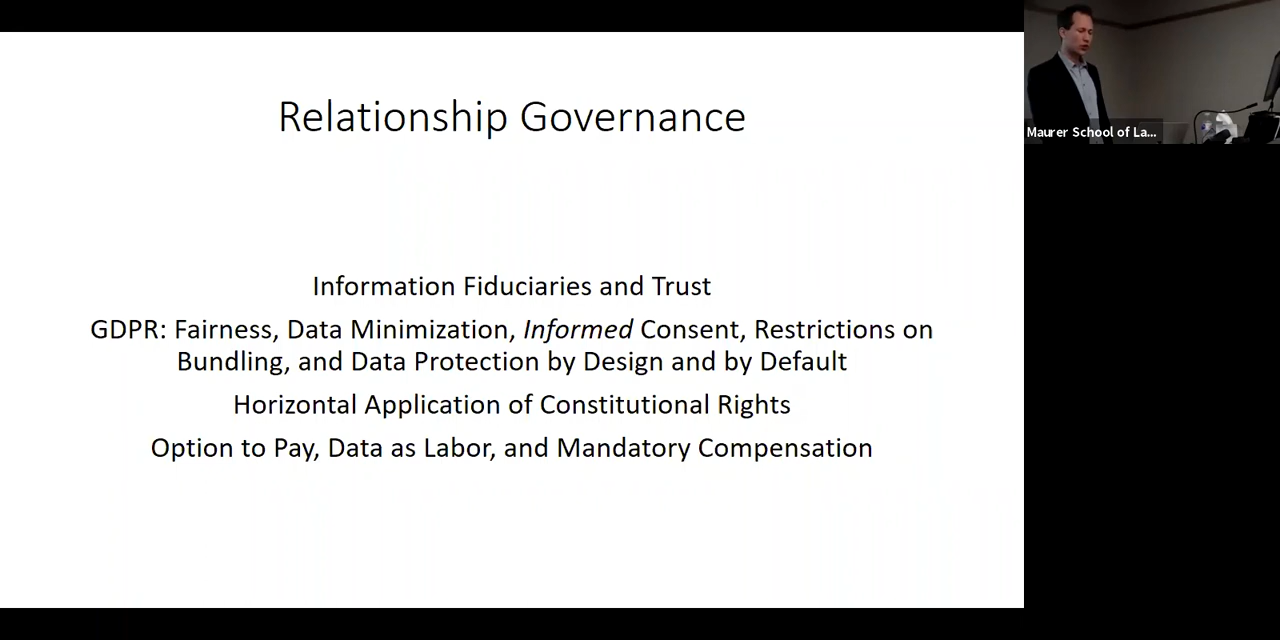 Relationship Governance
Information Fiduciaries and Trust
GDPR: Fairness, Data Minimization, Informed Consent, Restrictions on
Bundling, and Data Protection by Design and by Default
Horizontal Application of Constitutional Rights
Option to Pay, Data as Labor, and Mandatory Compensation
Maurer School of La...